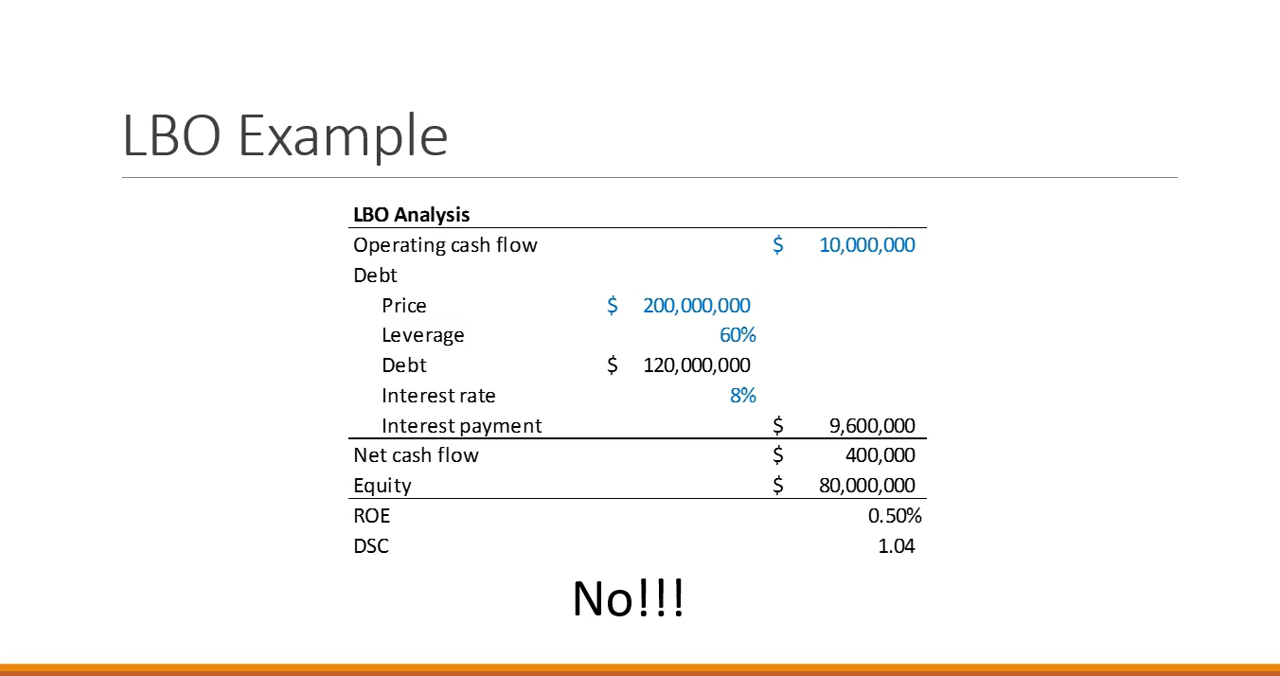 LBO Example
LBO Analysis
Operating cash flow $ 10,000,000
Debt
Price $ 200,000,000
Leverage 60%
Debt $ 120,000,000
Interest rate 8%
Interest payment $ 9,600,000
Net cash flow $ 400,000
Equity $ 80,000,000
ROE 0.50%
DSC 1.04
No!!!